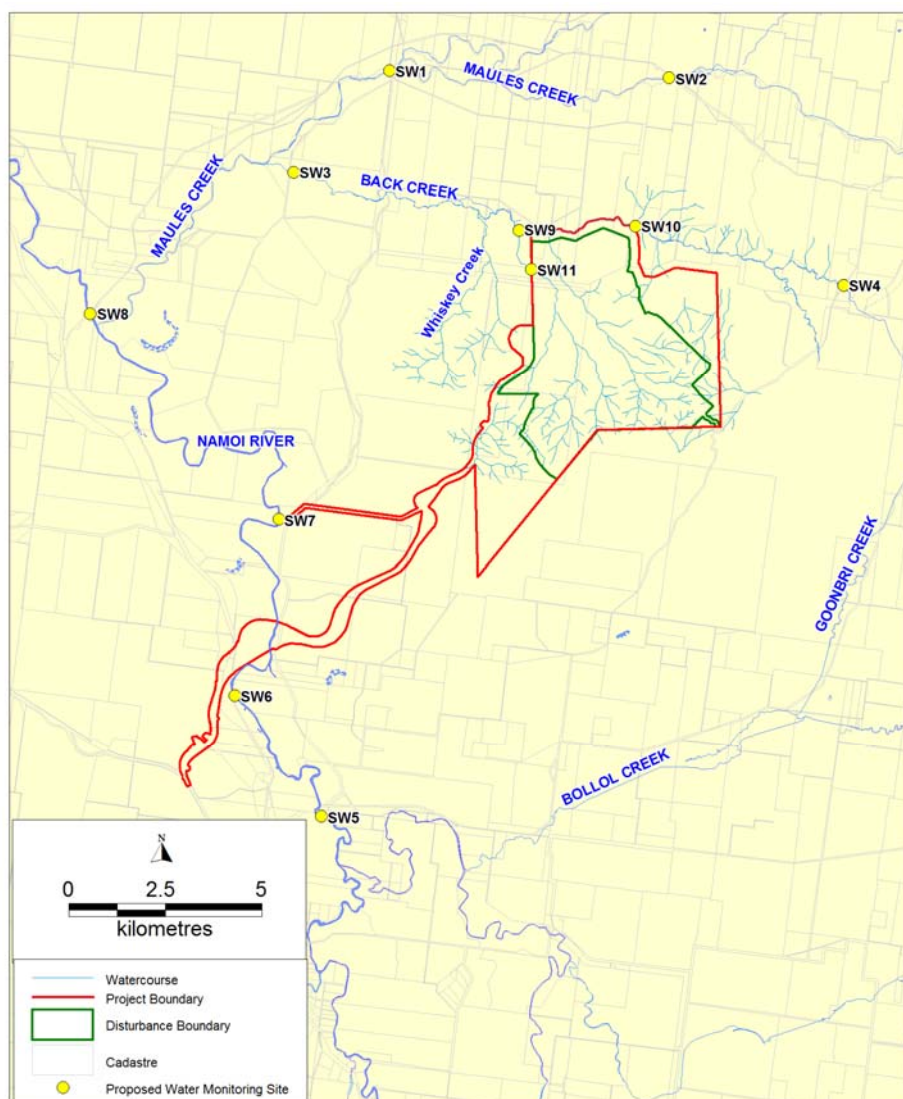 SW1
SW2
MAULES CREEK
SW3
BACK CREEK
MAULES CREEK
SW9
SW10
SW11
SW4
Whiskey Creek
SW8
NAMOI RIVER
SW7
GOONBRI CREEK
SW6
BOLLOL CREEK
SW5
N
0 2.5 5
kilometres
Watercourse
Project Boundary
Disturbance Boundary
Cadastre
Proposed Water Monitoring Site